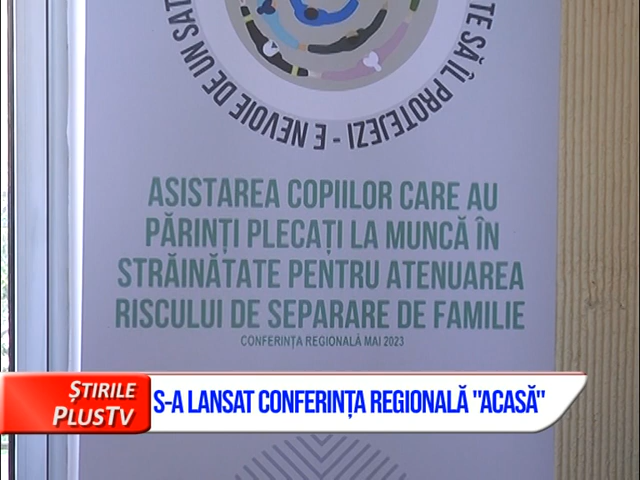 E NEVOIE DE UN SAT
TE SĂ ÎL PROTEJEZI -
ASISTAREA COPIILOR CARE AU
PĂRINȚI PLECAȚI LA MUNCĂ ÎN
STRĂINĂTATE PENTRU ATENUAREA
RISCULUI DE SEPARARE DE FAMILIE
CONFERINȚA REGIONALĂ MAI 2023
ȘTIRILE
PLUSTV
S-A LANSAT CONFERINȚA REGIONALĂ "ACASĂ"